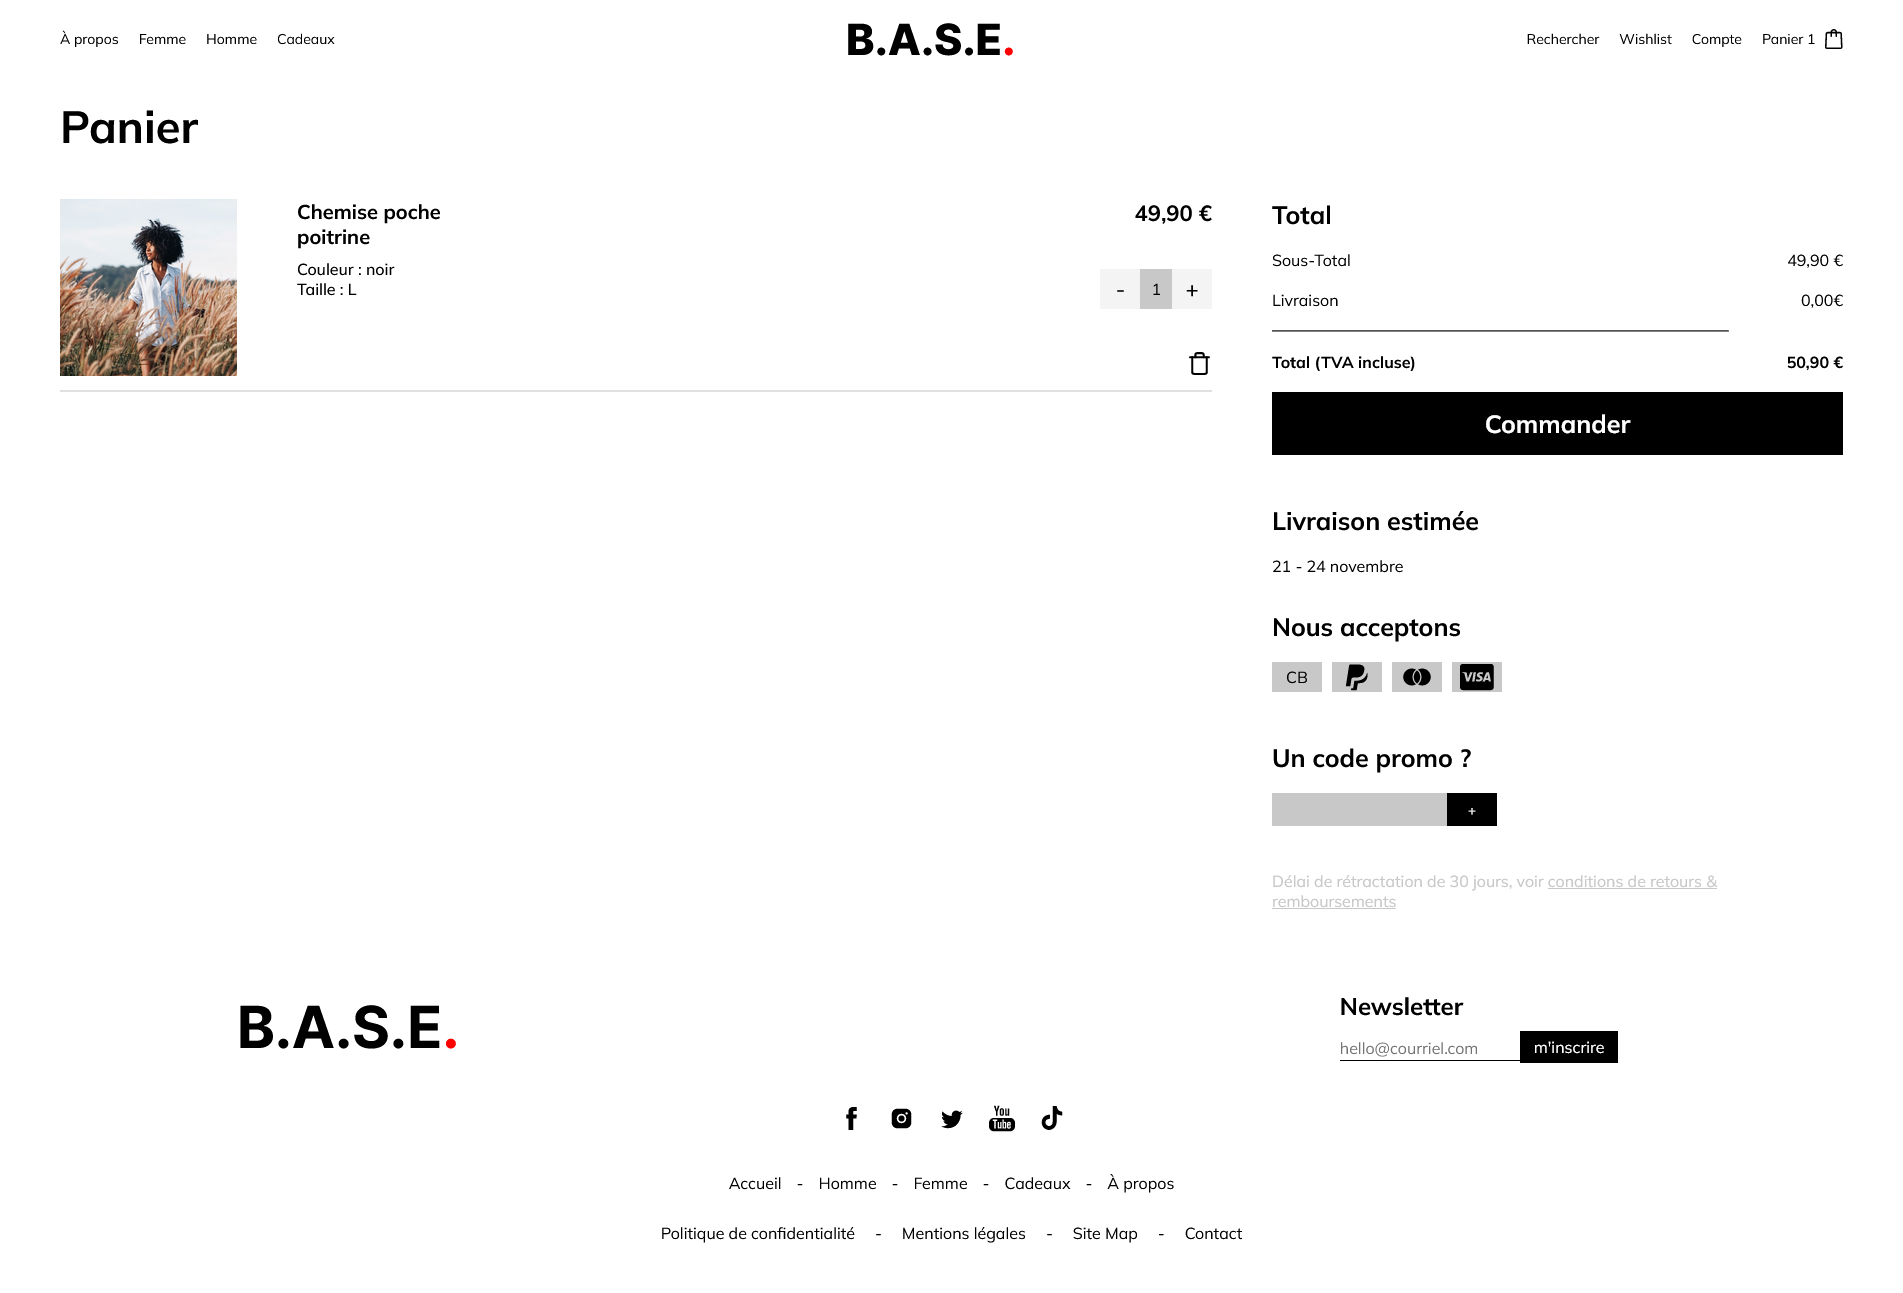 À propos Femme Homme Cadeaux
B.A.S.E.
Rechercher Wishlist Compte Panier 1
Panier
Chemise poche
poitrine
Couleur : noir
Taille : L
49,90 €
- 1 +
Total
Sous-Total 49,90 €
Livraison 0,00€
Total (TVA incluse) 50,90 €
Commander
Livraison estimée
21 - 24 novembre
Nous acceptons
CB VISA
Un code promo ?
+
Délai de rétractation de 30 jours, voir conditions de retours &
remboursements
B.A.S.E.
Newsletter
hello@courriel.com m'inscrire
You
Tube
Accueil - Homme - Femme - Cadeaux - À propos
Politique de confidentialité - Mentions légales - Site Map - Contact